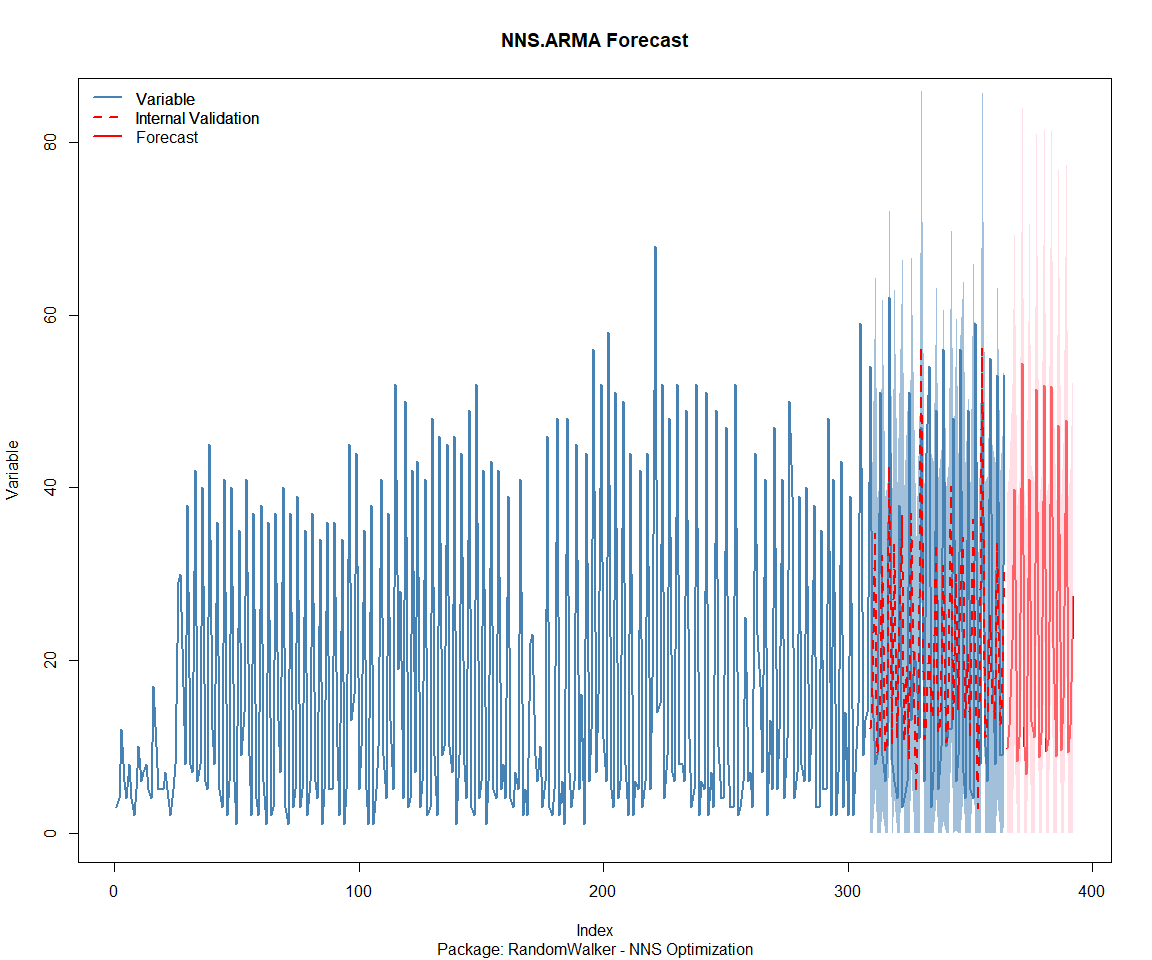 NNS.ARMA Forecast
Variable
Internal Validation
Forecast
Variable
80
60
40
20
0
0 100 200 300 400
Index
Package: RandomWalker - NNS Optimization